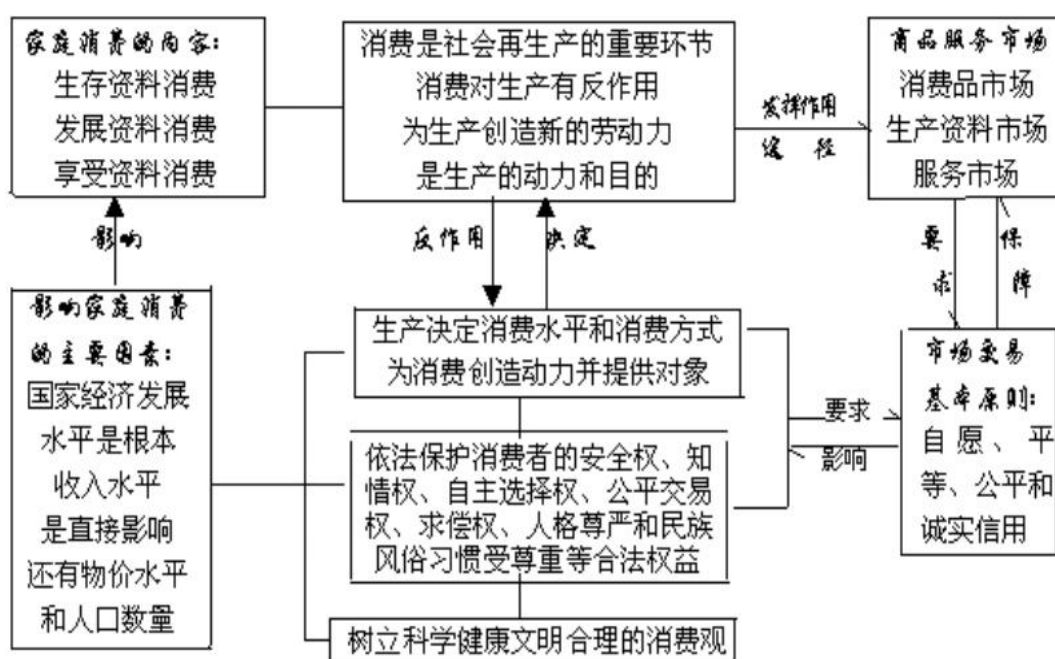 家庭消费的内容:
生存资料消费
发展资料消费
享受资料消费
消费是社会再生产的重要环节
消费对生产有反作用
为生产创造新的劳动力
是生产的动力和目的
发挥作用
途 径
商品服务市场
消费品市场
生产资料市场
服务市场
影响
反作用
决定
要求
保障
影响家庭消费
的主要因素:
国家经济发展
水平是根本
收入水平
是直接影响
还有物价水平
和人口数量
生产决定消费水平和消费方式
为消费创造动力并提供对象
依法保护消费者的安全权、知
情权、自主选择权、公平交易
权、求偿权、人格尊严和民族
风俗习惯受尊重等合法权益
树立科学健康文明合理的消费观
要求
影响
市场交易
基本原则:
自愿、平
等、公平和
诚实信用